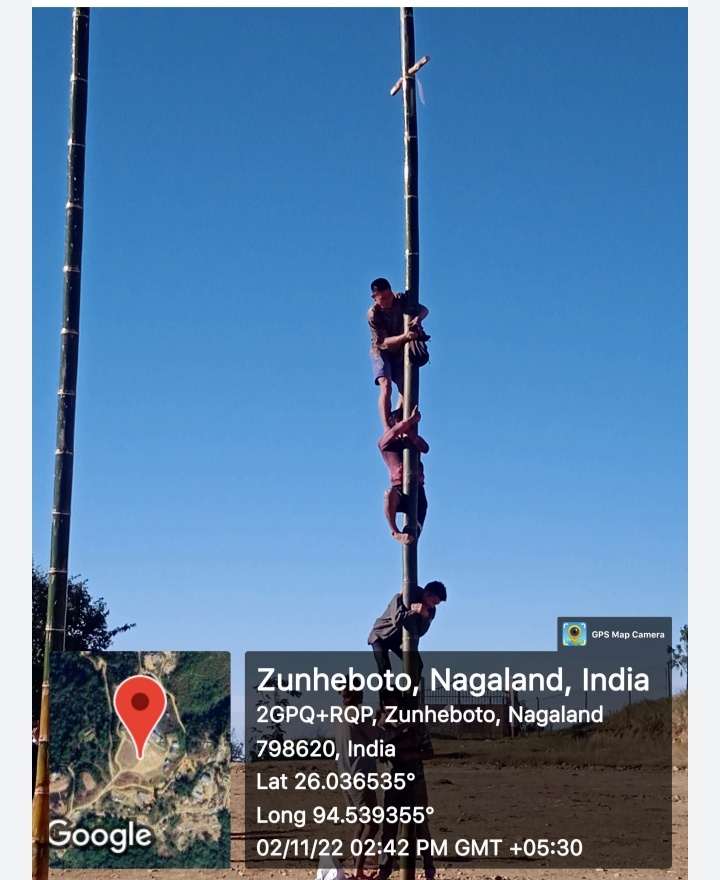 GPS Map Camera
Zunheboto, Nagaland, India
2GPQ+RQP, Zunheboto, Nagaland
798620, India
Lat 26.036535°
Long 94.539355°
02/11/22 02:42 PM GMT +05:30
Google